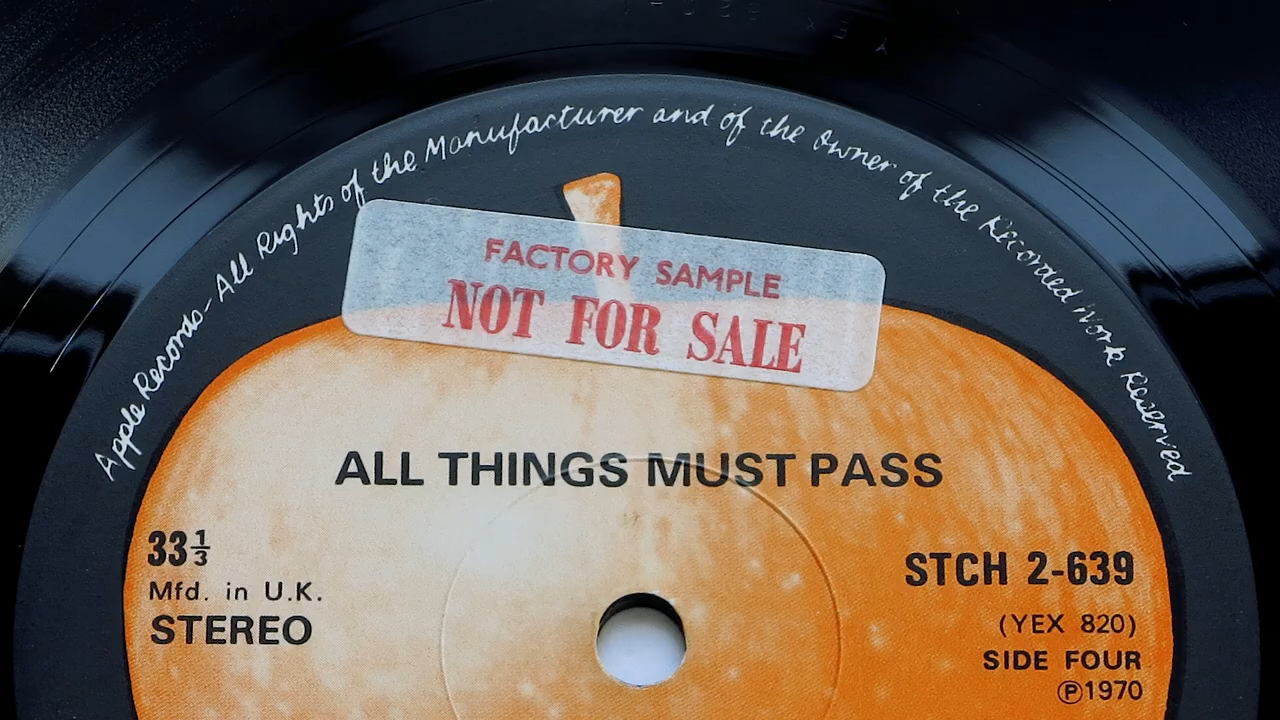 Apple Records - All Rights of the Manufacturer and of the Owner of the Recorded Work Reserved
FACTORY SAMPLE
NOT FOR SALE
ALL THINGS MUST PASS
33⅓
Mfd. in U.K.
STEREO
STCH 2-639
(YEX 820)
SIDE FOUR
℗1970